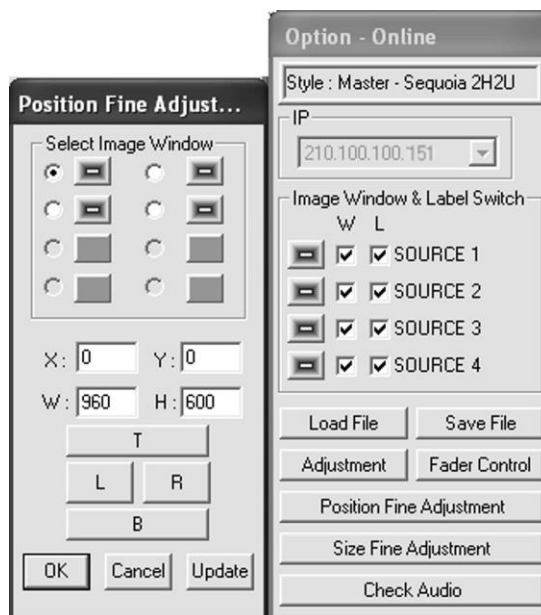 Position Fine Adjust...
Select Image Window
X: 0 Y: 0
W: 960 H: 600
T
L R
B
OK Cancel Update
Option - Online
Style : Master - Sequoia 2H2U
IP
210.100.100.151
Image Window & Label Switch
W L
SOURCE 1
SOURCE 2
SOURCE 3
SOURCE 4
Load File Save File
Adjustment Fader Control
Position Fine Adjustment
Size Fine Adjustment
Check Audio